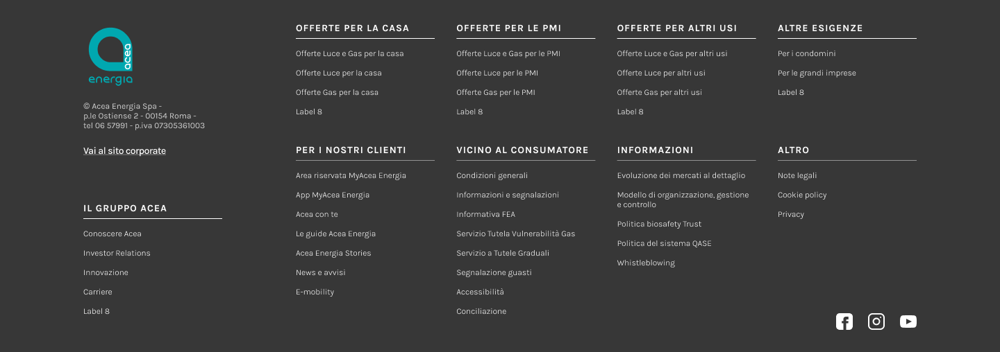 acea
energia
© Acea Energia Spa -
p.le Ostiense 2 - 00154 Roma -
tel 06 57991 - p.iva 07305361003
Vai al sito corporate
IL GRUPPO ACEA
Conoscere Acea
Investor Relations
Innovazione
Carriere
Label 8
OFFERTE PER LA CASA
Offerte Luce e Gas per la casa
Offerte Luce per la casa
Offerte Gas per la casa
Label 8
OFFERTE PER LE PMI
Offerte Luce e Gas per le PMI
Offerte Luce per le PMI
Offerte Gas per le PMI
Label 8
OFFERTE PER ALTRI USI
Offerte Luce e Gas per altri usi
Offerte Luce per altri usi
Offerte Gas per altri usi
Label 8
ALTRE ESIGENZE
Per i condomini
Per le grandi imprese
Label 8
PER I NOSTRI CLIENTI
Area riservata MyAcea Energia
App MyAcea Energia
Acea con te
Le guide Acea Energia
Acea Energia Stories
News e avvisi
E-mobility
VICINO AL CONSUMATORE
Condizioni generali
Informazioni e segnalazioni
Informativa FEA
Servizio Tutela Vulnerabilità Gas
Servizio a Tutele Graduali
Segnalazione guasti
Accessibilità
Conciliazione
INFORMAZIONI
Evoluzione dei mercati al dettaglio
Modello di organizzazione, gestione
e controllo
Politica biosafety Trust
Politica del sistema QASE
Whistleblowing
ALTRO
Note legali
Cookie policy
Privacy